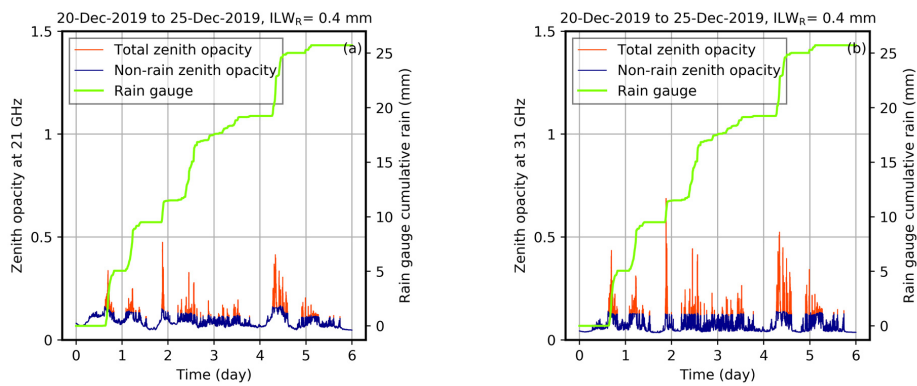 20-Dec-2019 to 25-Dec-2019, ILW_R= 0.4 mm
(a)
Total zenith opacity
Non-rain zenith opacity
Rain gauge
Zenith opacity at 21 GHz
1.5
1
0.5
0
Rain gauge cumulative rain (mm)
25
20
15
10
5
0
0 1 2 3 4 5 6
Time (day)
20-Dec-2019 to 25-Dec-2019, ILW_R= 0.4 mm
(b)
Total zenith opacity
Non-rain zenith opacity
Rain gauge
Zenith opacity at 31 GHz
1.5
1
0.5
0
Rain gauge cumulative rain (mm)
25
20
15
10
5
0
0 1 2 3 4 5 6
Time (day)